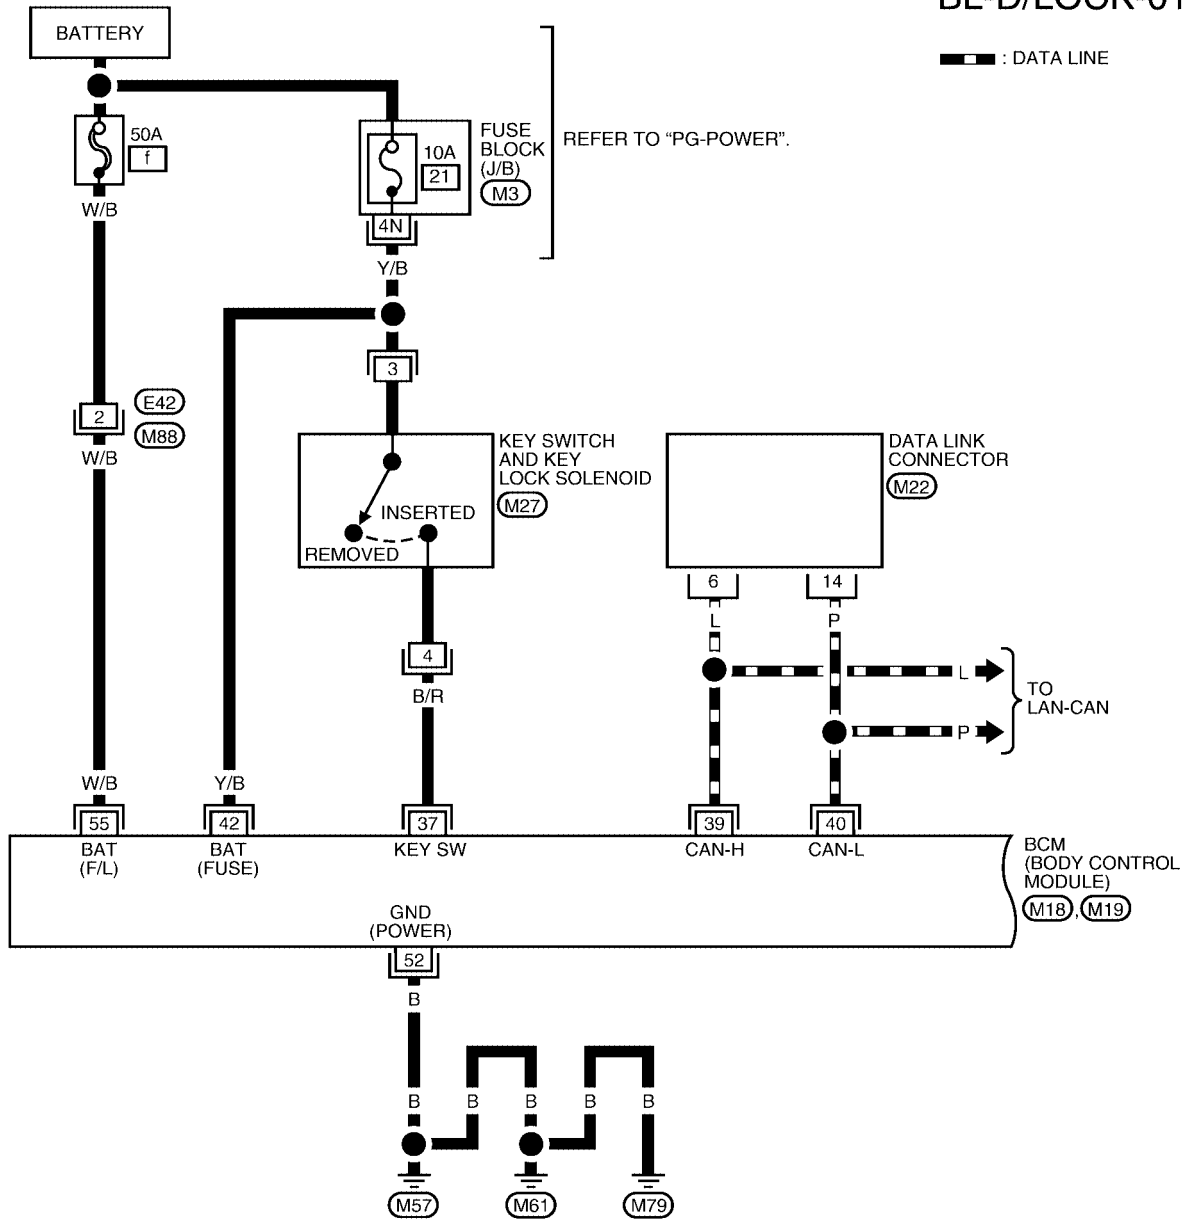 BATTERY
: DATA LINE
50A
f
10A
21
FUSE
BLOCK
(J/B)
M3
REFER TO “PG-POWER”.
W/B
4N
Y/B
3
2
E42
M88
W/B
KEY SWITCH
AND KEY
LOCK SOLENOID
M27
INSERTED
REMOVED
DATA LINK
CONNECTOR
M22
6
14
L
P
4
B/R
L
P
TO
LAN-CAN
W/B
Y/B
55
42
37
39
40
BAT
(F/L)
BAT
(FUSE)
KEY SW
CAN-H
CAN-L
BCM
(BODY CONTROL
MODULE)
M18 , M19
GND
(POWER)
52
B
B
B
B
B
B
M57
M61
M79